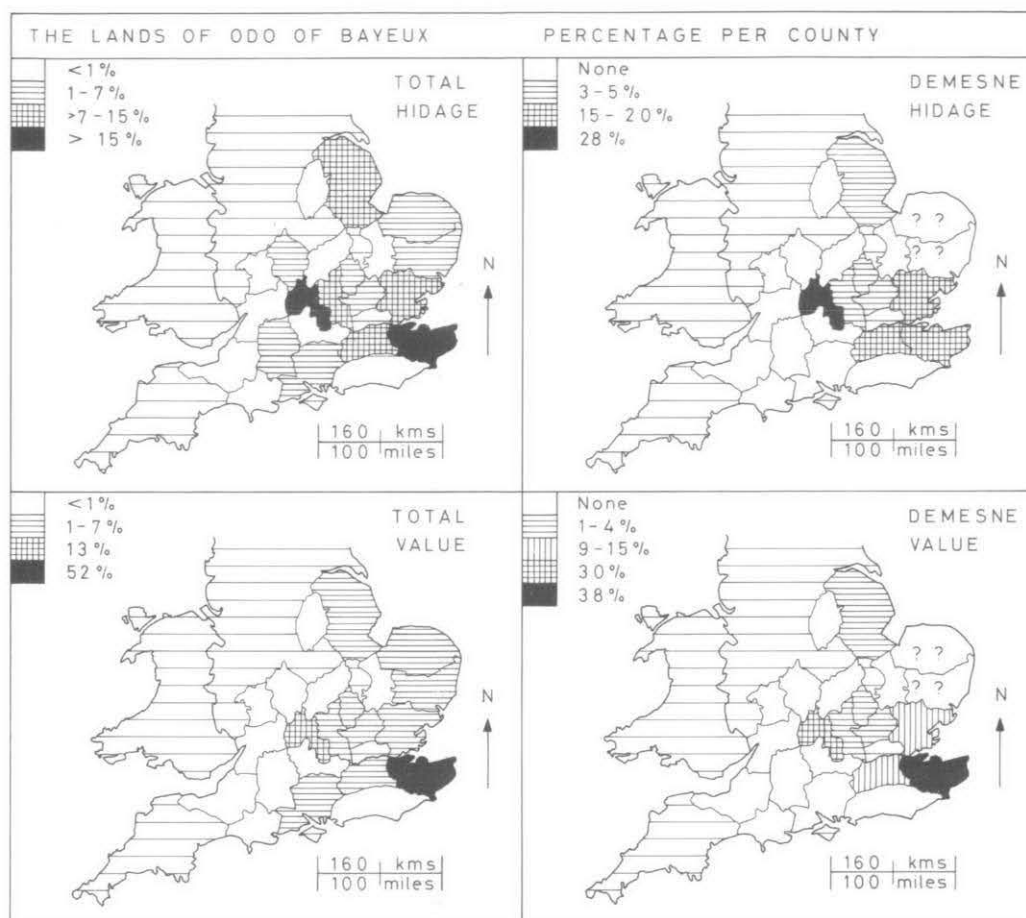 THE LANDS OF ODO OF BAYEUX PERCENTAGE PER COUNTY
<1%
1-7%
>7-15%
> 15%
TOTAL
HIDAGE
N
160 kms
100 miles
None
3-5%
15-20%
28%
DEMESNE
HIDAGE
? ?
? ?
N
160 kms
100 miles
<1%
1-7%
13%
52%
TOTAL
VALUE
N
160 kms
100 miles
None
1-4%
9-15%
30%
38%
DEMESNE
VALUE
? ?
? ?
N
160 kms
100 miles